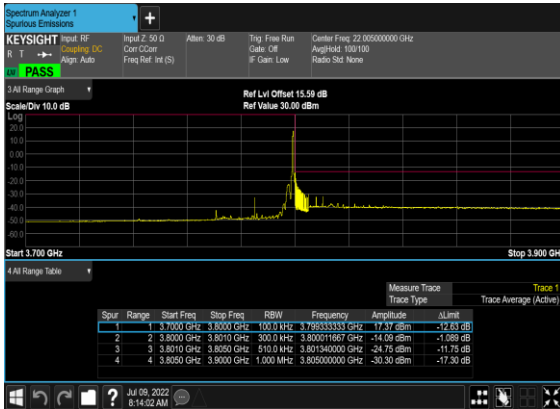 Spectrum Analyzer 1
Spurious Emissions
+
KEYSIGHT
R T
LM PASS
Input: RF
Coupling: DC
Align: Auto
Input Z: 50 Ω
Corr CCorr
Freq Ref: Int (S)
Atten: 30 dB
Trig: Free Run
Gate: Off
IF Gain: Low
Center Freq: 22.005000000 GHz
Avg|Hold: 100/100
Radio Std: None
3 All Range Graph
Scale/Div 10.0 dB
Ref Lvl Offset 15.59 dB
Ref Value 30.00 dBm
Log
20.0
10.0
0.00
-10.0
-20.0
-30.0
-40.0
-50.0
-60.0
Start 3.700 GHz
Stop 3.900 GH
4 All Range Table
Measure Trace Trace 1
Trace Type Trace Average (Active)
Spur Range Start Freq Stop Freq RBW Frequency Amplitude ΔLimit
1 1 3.7000 GHz 3.8000 GHz 100.0 kHz 3.799333333 GHz 17.37 dBm -12.63 dB
2 2 3.8000 GHz 3.8010 GHz 300.0 kHz 3.800011667 GHz -14.09 dBm -1.089 dB
3 3 3.8010 GHz 3.8050 GHz 510.0 kHz 3.801340000 GHz -24.75 dBm -11.75 dB
4 4 3.8050 GHz 3.9000 GHz 1.000 MHz 3.805000000 GHz -30.30 dBm -17.30 dB
?
Jul 09, 2022
8:14:02 AM